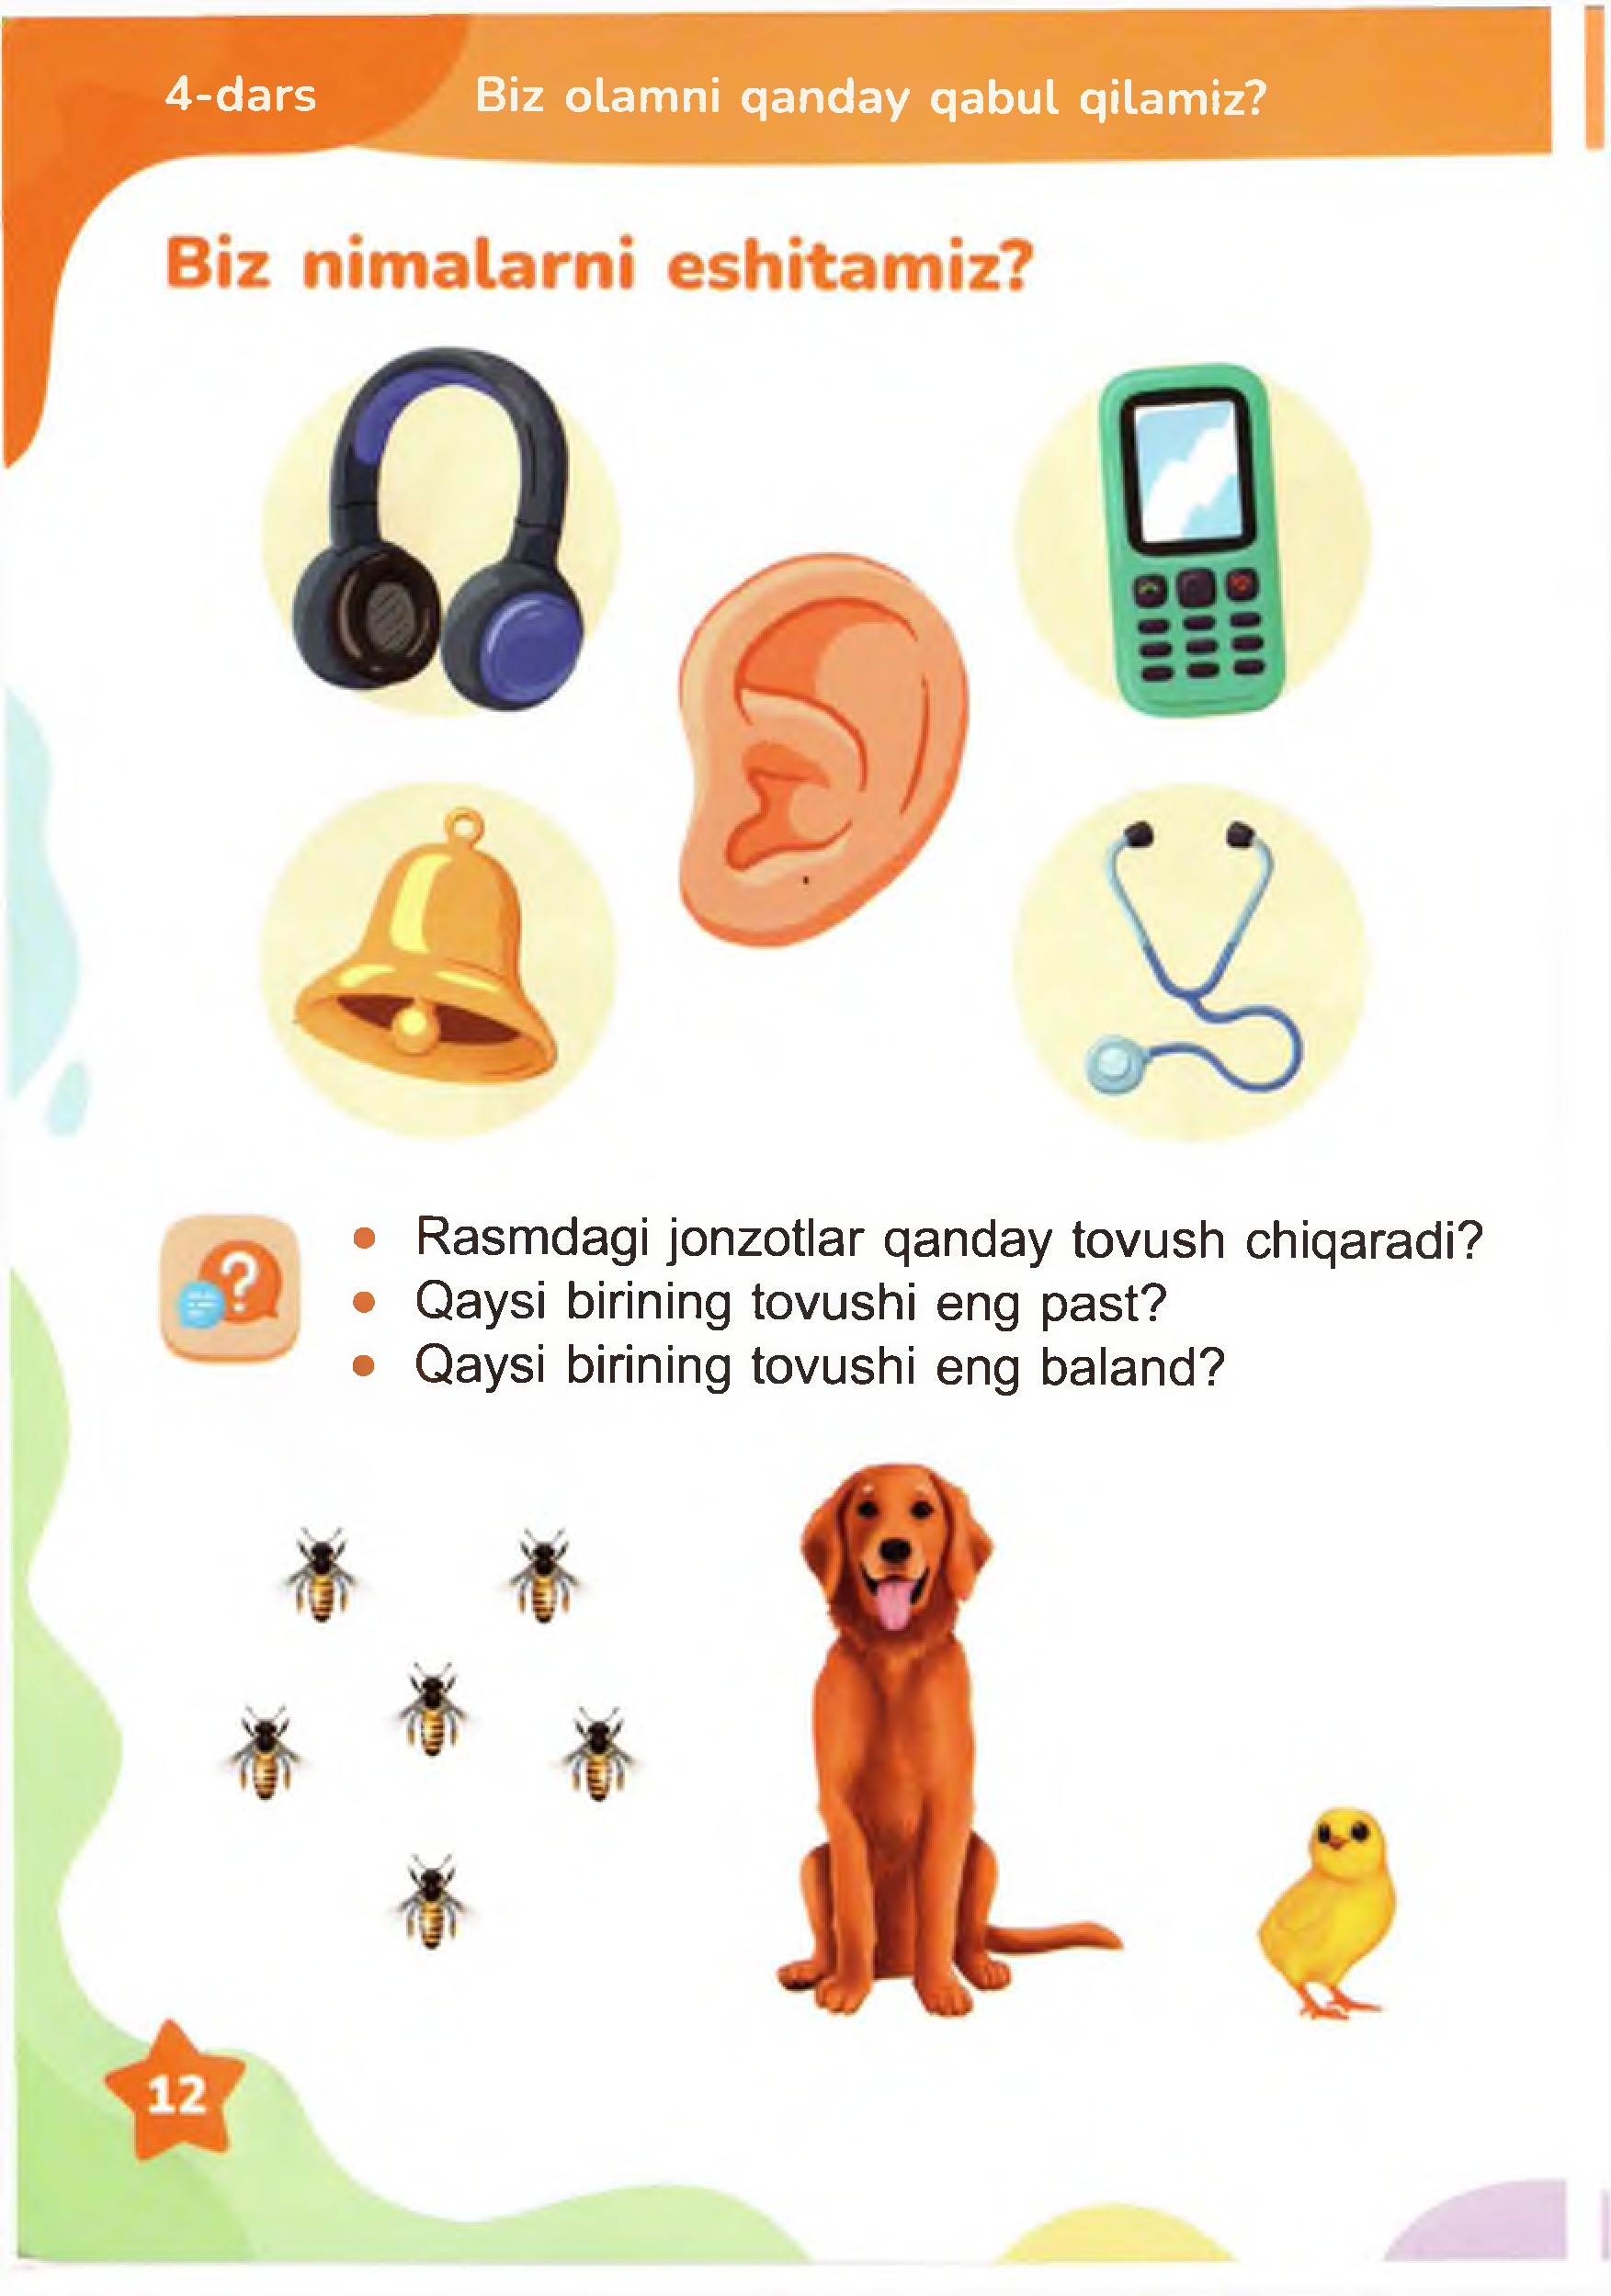 4-dars
Biz olamni qanday qabul qilamiz?
Biz nimalarni eshitamiz?
• Rasmdagi jonzotlar qanday tovush chiqaradi?
• Qaysi birining tovushi eng past?
• Qaysi birining tovushi eng baland?
12